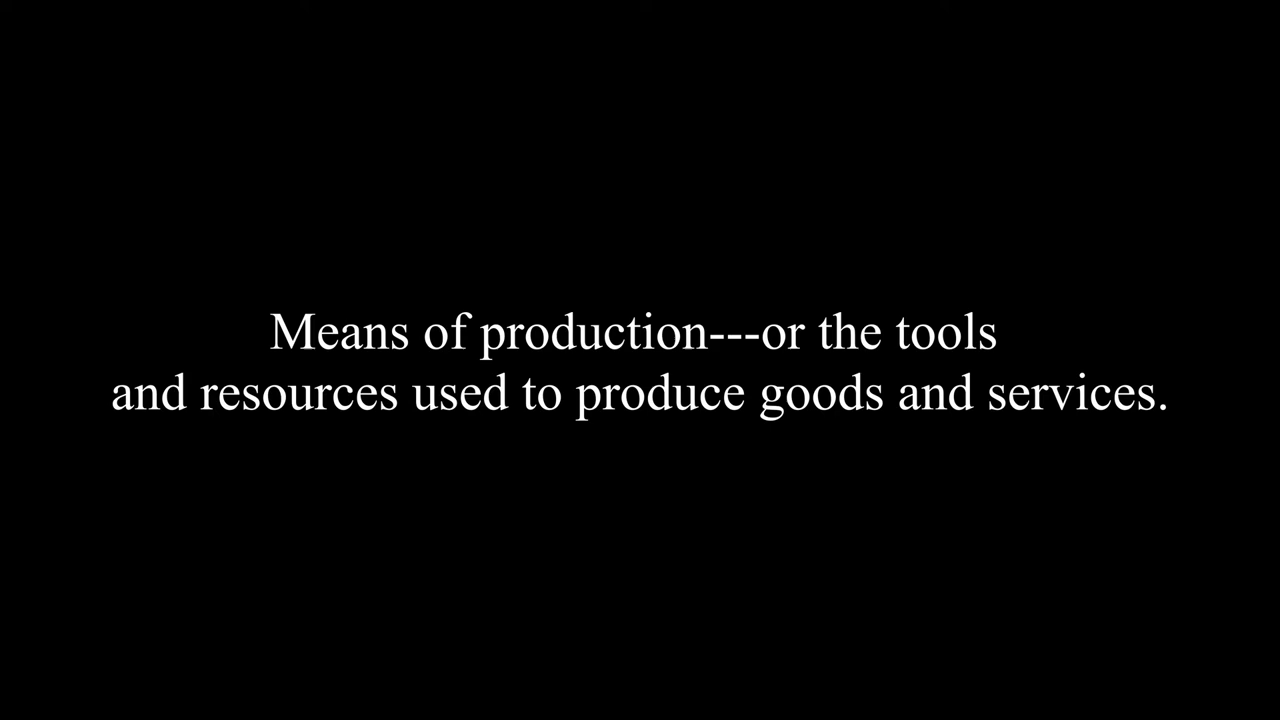 Means of production---or the tools
and resources used to produce goods and services.